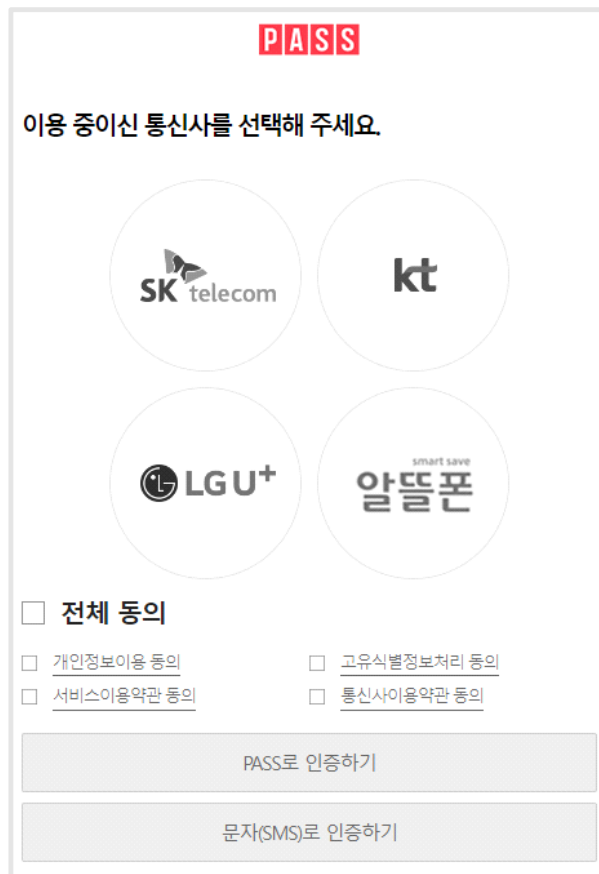 PASS
이용 중이신 통신사를 선택해 주세요.
SK telecom
kt
LG U+
smart save
알뜰폰
전체 동의
개인정보이용 동의
고유식별정보처리 동의
서비스이용약관 동의
통신사이용약관 동의
PASS로 인증하기
문자(SMS)로 인증하기